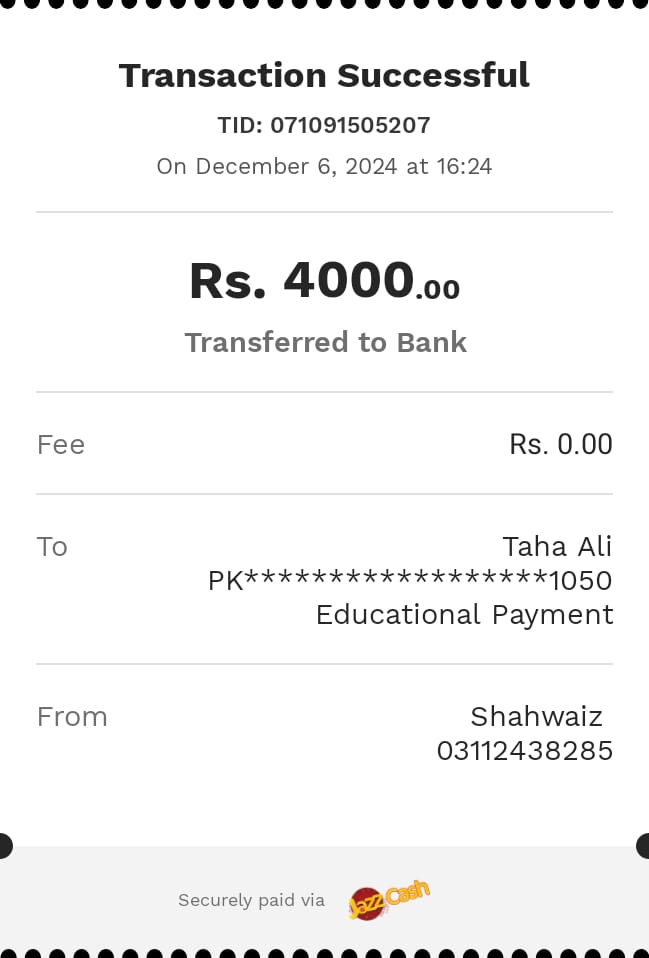 Transaction Successful
TID: 071091505207
On December 6, 2024 at 16:24
Rs. 4000.00
Transferred to Bank
Fee Rs. 0.00
To Taha Ali
PK******************1050
Educational Payment
From Shahwaiz
03112438285
Securely paid via JazzCash